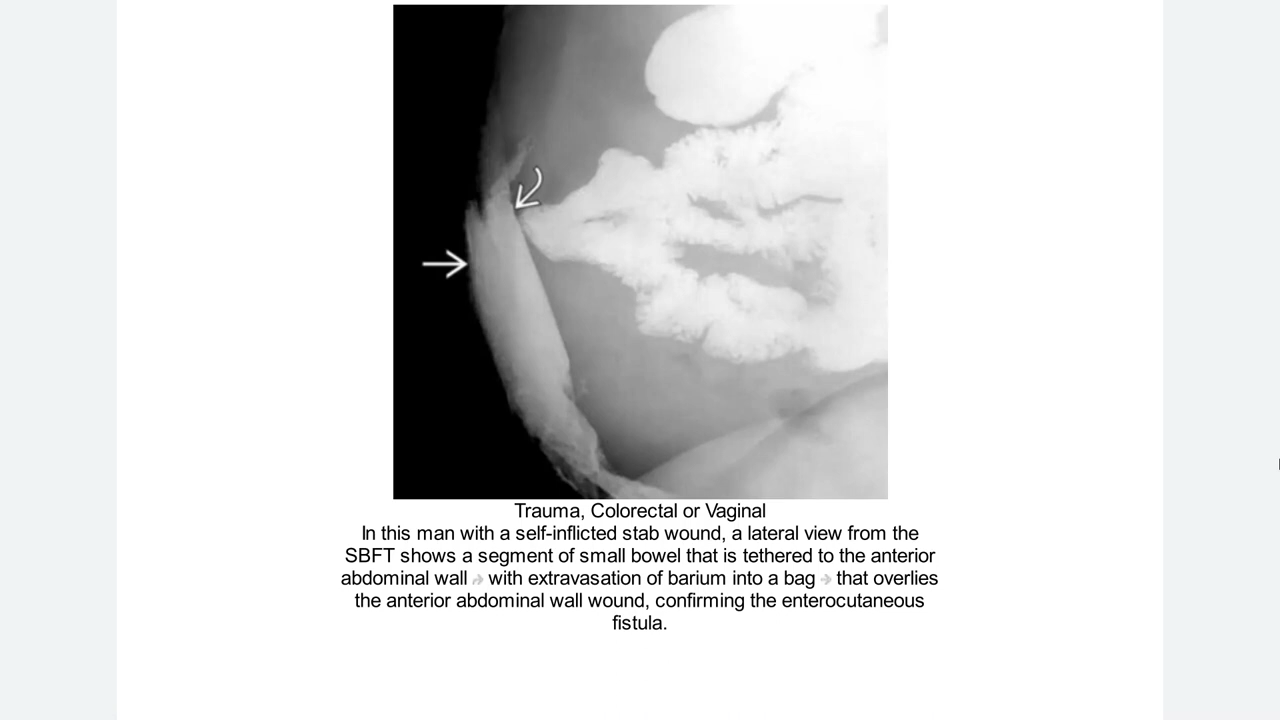 Trauma, Colorectal or Vaginal
In this man with a self-inflicted stab wound, a lateral view from the
SBFT shows a segment of small bowel that is tethered to the anterior
abdominal wall with extravasation of barium into a bag that overlies
the anterior abdominal wall wound, confirming the enterocutaneous
fistula.